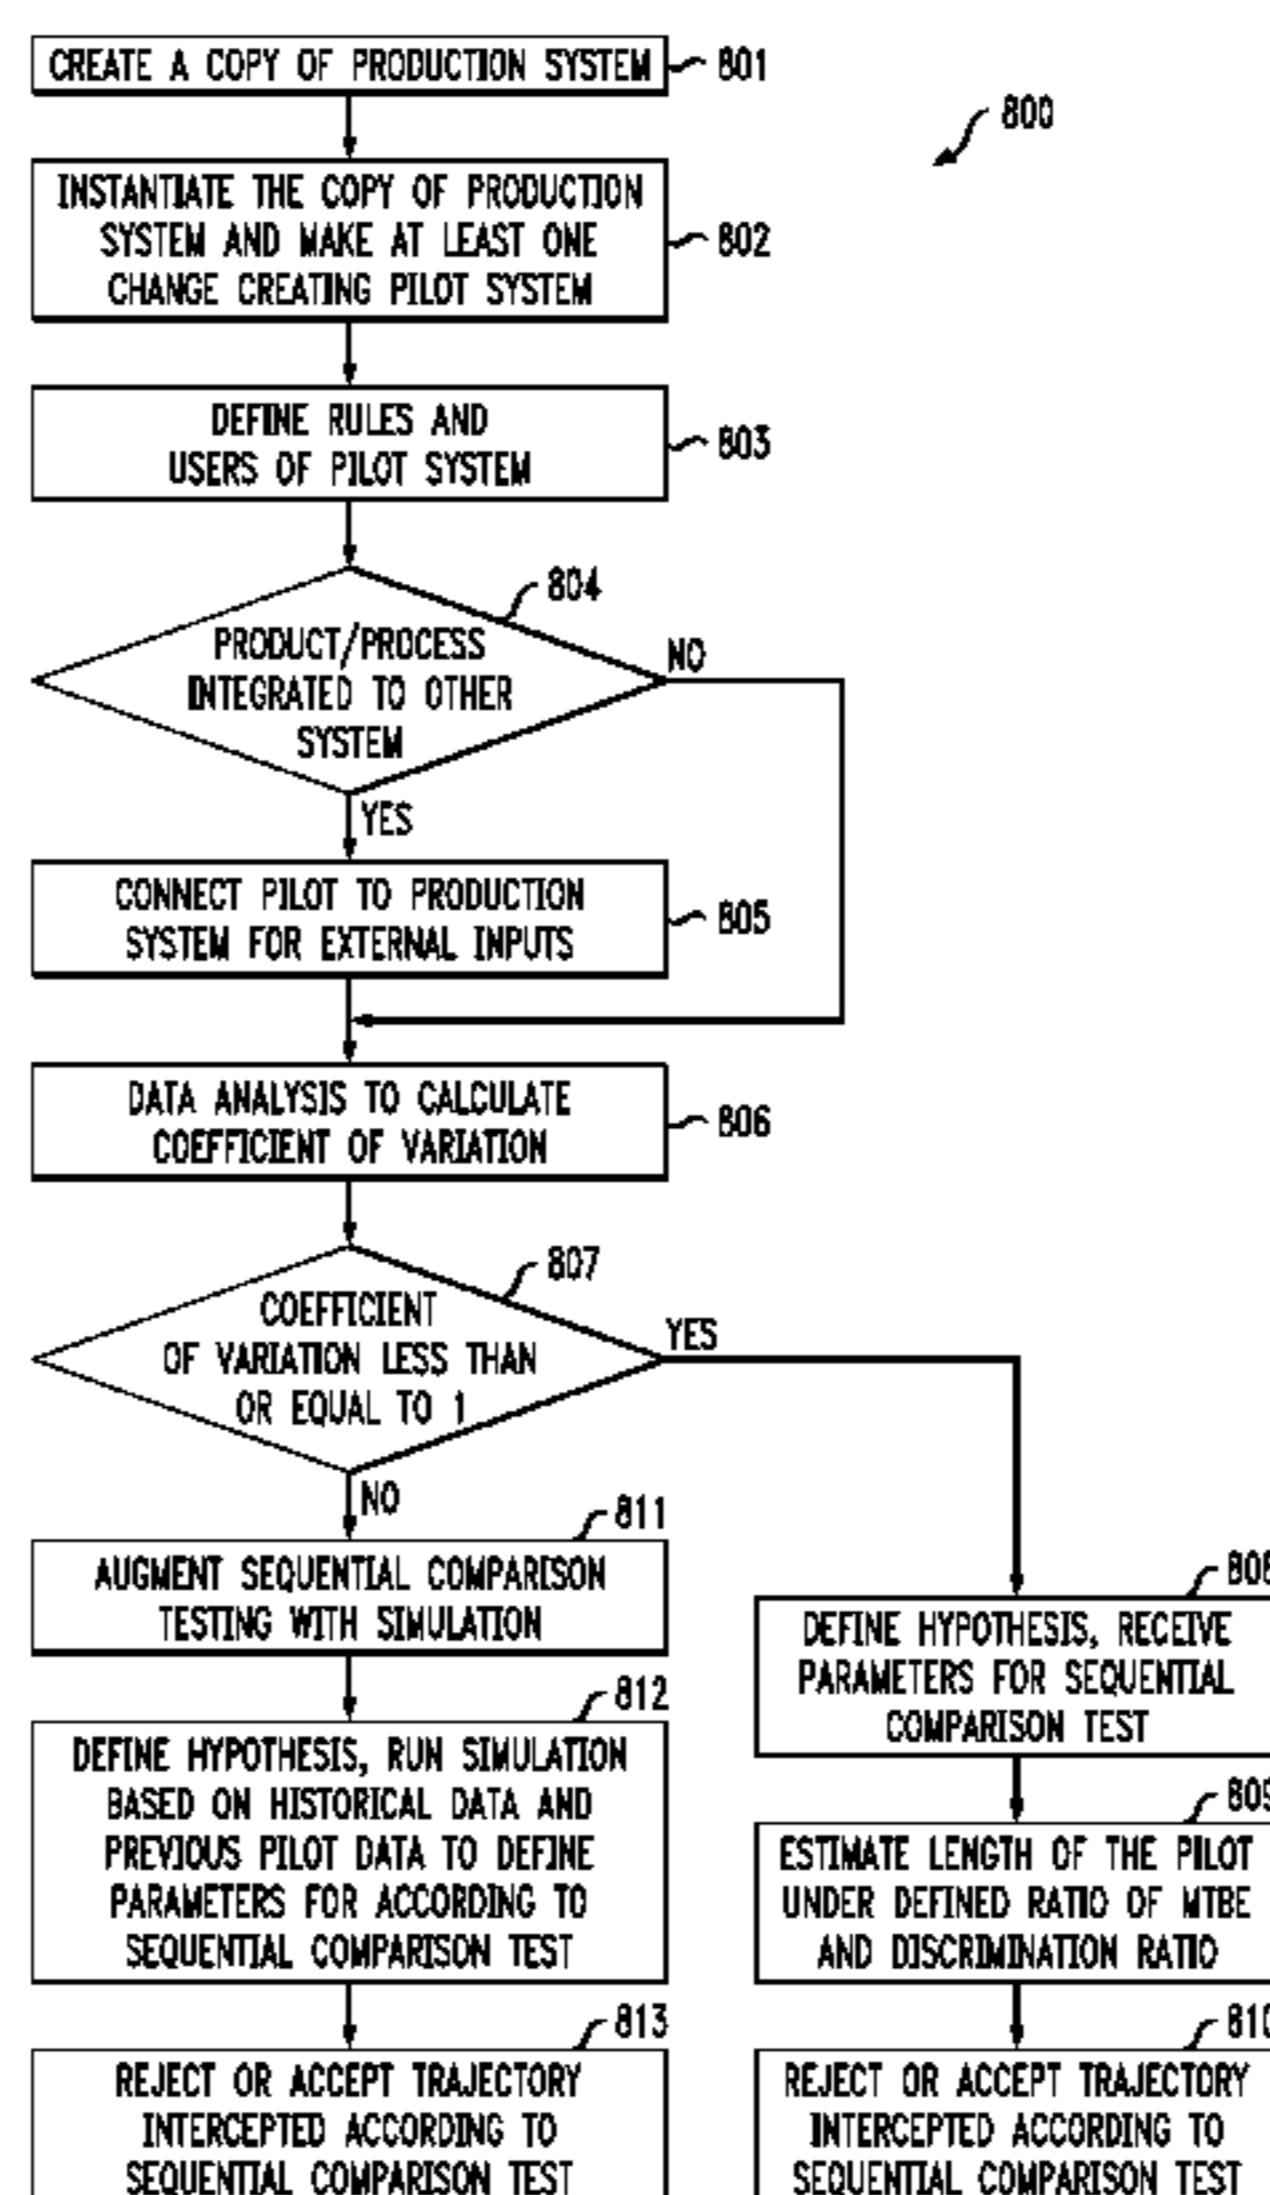 CREATE A COPY OF PRODUCTION SYSTEM
801
800
INSTANTIATE THE COPY OF PRODUCTION
SYSTEM AND MAKE AT LEAST ONE
CHANGE CREATING PILOT SYSTEM
802
DEFINE RULES AND
USERS OF PILOT SYSTEM
803
804
PRODUCT/PROCESS
INTEGRATED TO OTHER
SYSTEM
NO
YES
CONNECT PILOT TO PRODUCTION
SYSTEM FOR EXTERNAL INPUTS
805
DATA ANALYSIS TO CALCULATE
COEFFICIENT OF VARIATION
806
807
COEFFICIENT
OF VARIATION LESS THAN
OR EQUAL TO 1
YES
NO
811
AUGMENT SEQUENTIAL COMPARISON
TESTING WITH SIMULATION
812
DEFINE HYPOTHESIS, RUN SIMULATION
BASED ON HISTORICAL DATA AND
PREVIOUS PILOT DATA TO DEFINE
PARAMETERS FOR ACCORDING TO
SEQUENTIAL COMPARISON TEST
813
REJECT OR ACCEPT TRAJECTORY
INTERCEPTED ACCORDING TO
SEQUENTIAL COMPARISON TEST
808
DEFINE HYPOTHESIS, RECEIVE
PARAMETERS FOR SEQUENTIAL
COMPARISON TEST
809
ESTIMATE LENGTH OF THE PILOT
UNDER DEFINED RATIO OF MTBE
AND DISCRIMINATION RATIO
810
REJECT OR ACCEPT TRAJECTORY
INTERCEPTED ACCORDING TO
SEQUENTIAL COMPARISON TEST